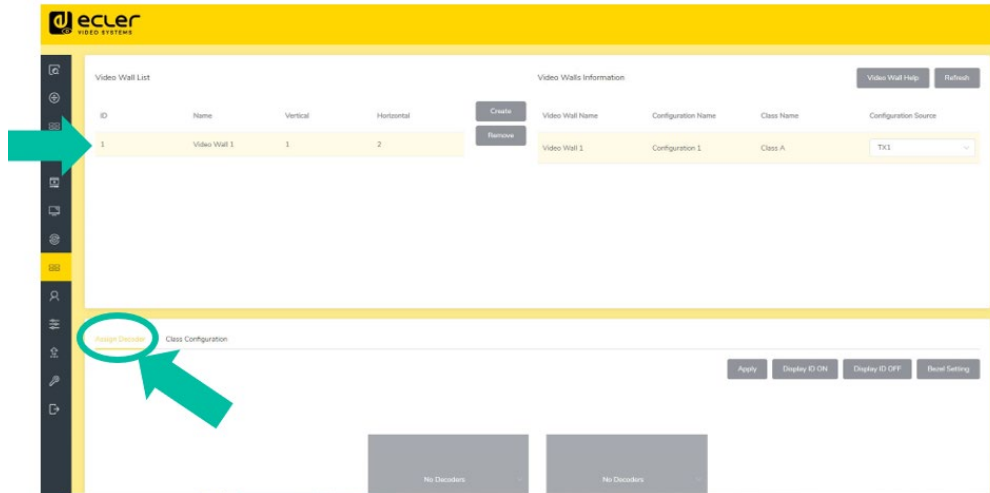 ecler
VIDEO SYSTEMS
Video Wall List
Video Walls Information
Video Wall Help
Refresh
ID
Name
Vertical
Horizontal
Create
Video Wall Name
Configuration Name
Class Name
Configuration Source
1
Video Wall 1
1
2
Remove
Video Wall 1
Configuration 1
Class A
TX1
Assign Decoder
Class Configuration
Apply
Display ID ON
Display ID OFF
Bezel Setting
No Decoders
No Decoders